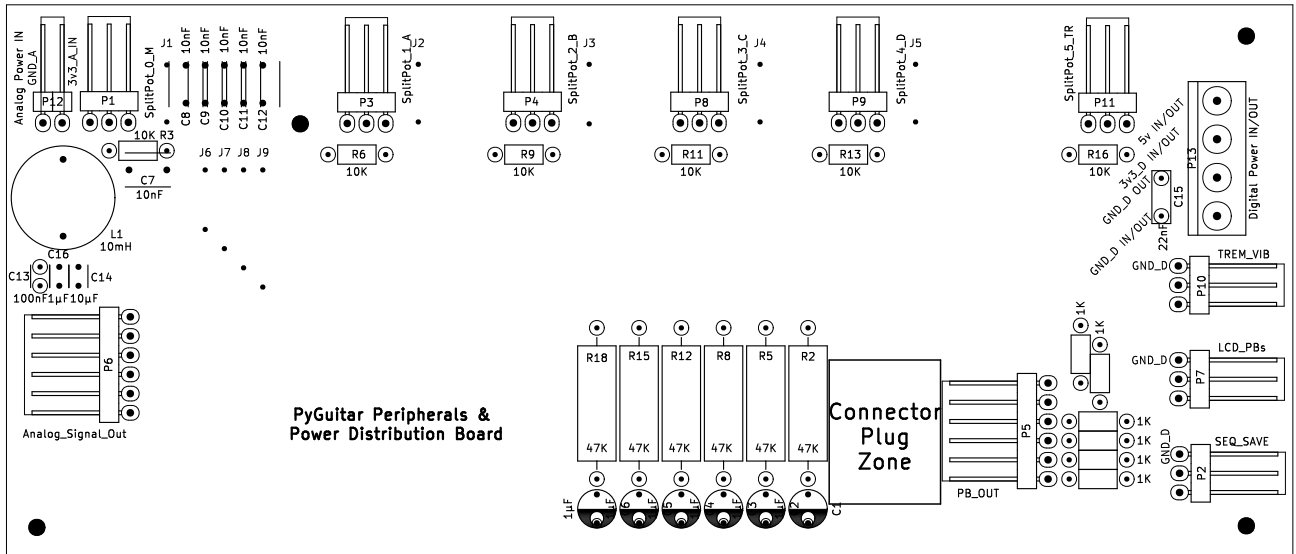 Analog Power IN
GND_A
3v3_A_IN
P12
P1
SplitPot_0_M
J1
10nF
10nF
10nF
10nF
10nF
C8
C9
C10
C11
C12
SplitPot_1_A
J2
P3
R6
10K
SplitPot_2_B
J3
P4
R9
10K
SplitPot_3_C
J4
P8
R11
10K
SplitPot_4_D
J5
P9
R13
10K
SplitPot_5_TR
P11
R16
10K
10K R3
C7
10nF
J6
J7
J8
J9
5v IN/OUT
3v3_D IN/OUT
GND_D OUT
GND_D IN/OUT
P13
Digital Power IN/OUT
C15
22nF
L1
10mH
C16
C13
C14
100nF
1µF
10µF
P6
Analog_Signal_Out
TREM_VIB
GND_D
P10
LCD_PBs
GND_D
P7
SEQ_SAVE
GND_D
P2
PyGuitar Peripherals &
Power Distribution Board
R18
R15
R12
R8
R5
R2
47K
47K
47K
47K
47K
47K
Connector
Plug
Zone
P5
PB_OUT
1K
1K
1K
1K
1K
1K
1µF
C1